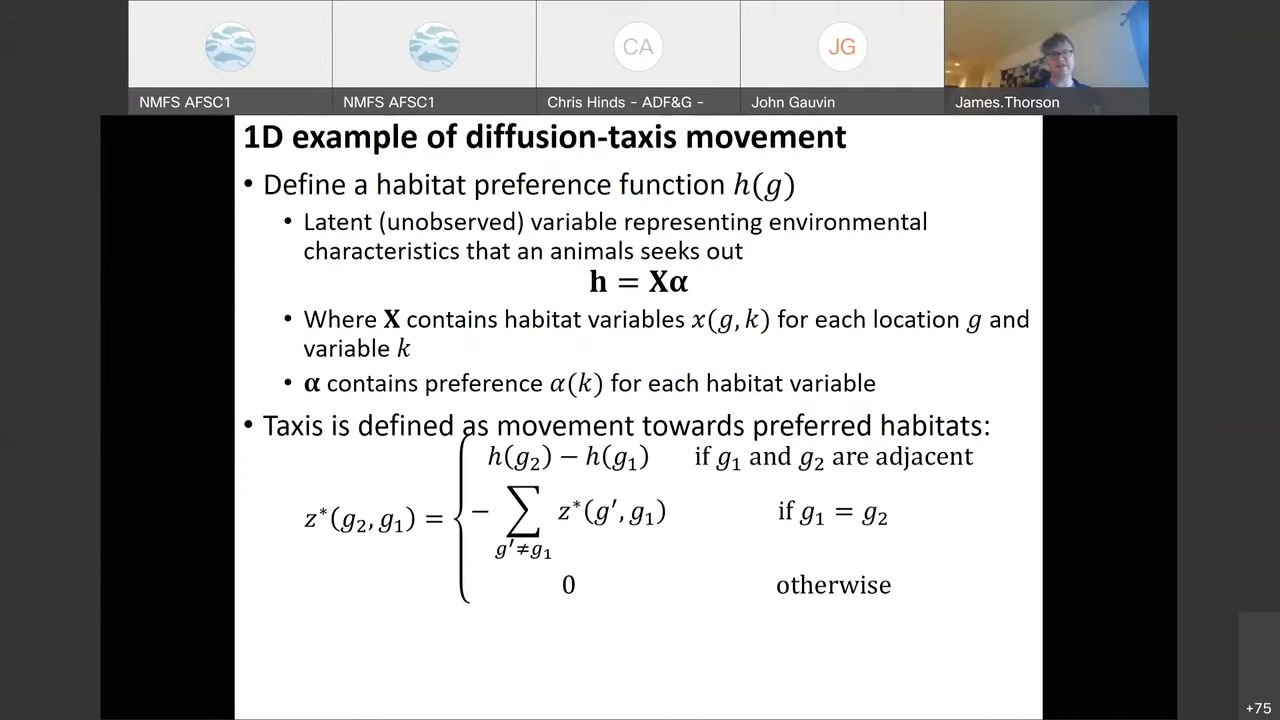 CA
JG
NMFS AFSC1
NMFS AFSC1
Chris Hinds - ADF&G -
John Gauvin
James.Thorson
1D example of diffusion-taxis movement
• Define a habitat preference function h(g)
• Latent (unobserved) variable representing environmental
characteristics that an animals seeks out
h = Xα
• Where X contains habitat variables x(g, k) for each location g and
variable k
• α contains preference α(k) for each habitat variable
• Taxis is defined as movement towards preferred habitats:
h(g₂) − h(g₁) if g₁ and g₂ are adjacent
z*(g₂, g₁) = { − ∑ z*(g′, g₁) if g₁ = g₂
g′≠g₁
0 otherwise
+75